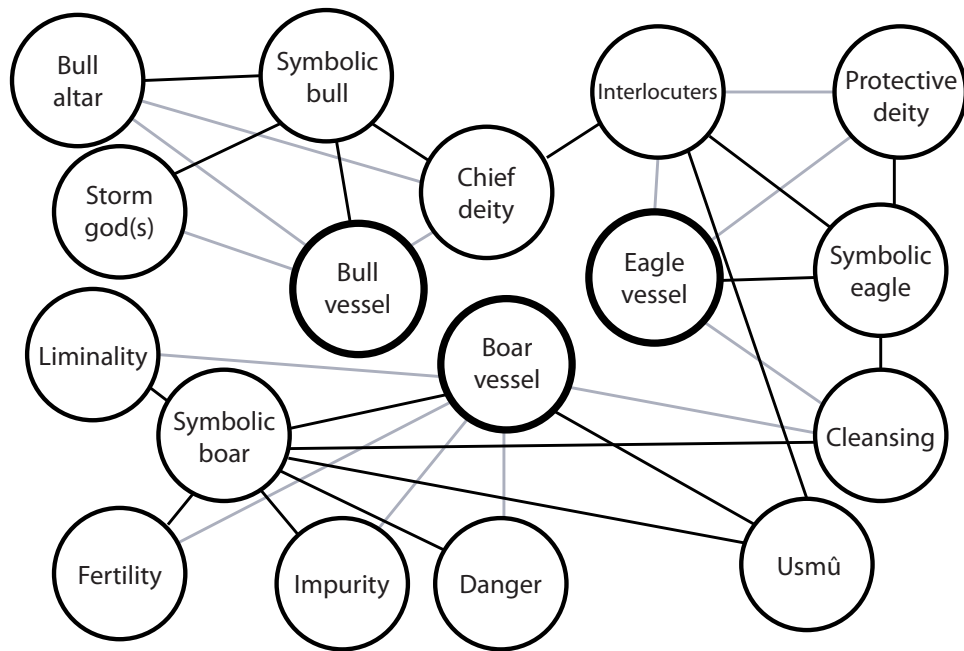 Bull
altar
Symbolic
bull
Interlocuters
Protective
deity
Storm
god(s)
Chief
deity
Bull
vessel
Eagle
vessel
Symbolic
eagle
Liminality
Boar
vessel
Symbolic
boar
Cleansing
Fertility
Impurity
Danger
Usmû